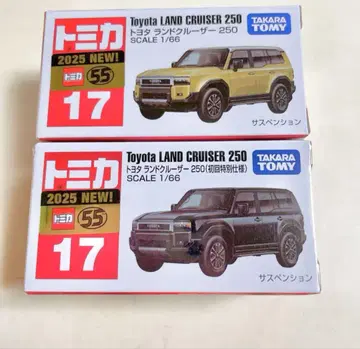 トミカ
2025 NEW!
トミカ 55
17
Toyota LAND CRUISER 250
トヨタ ランドクルーザー 250
SCALE 1/66
TAKARA
TOMY
サスペンション
トミカ
2025 NEW!
トミカ 55
17
Toyota LAND CRUISER 250
トヨタ ランドクルーザー 250(初回特別仕様)
SCALE 1/66
TAKARA
TOMY
サスペンション